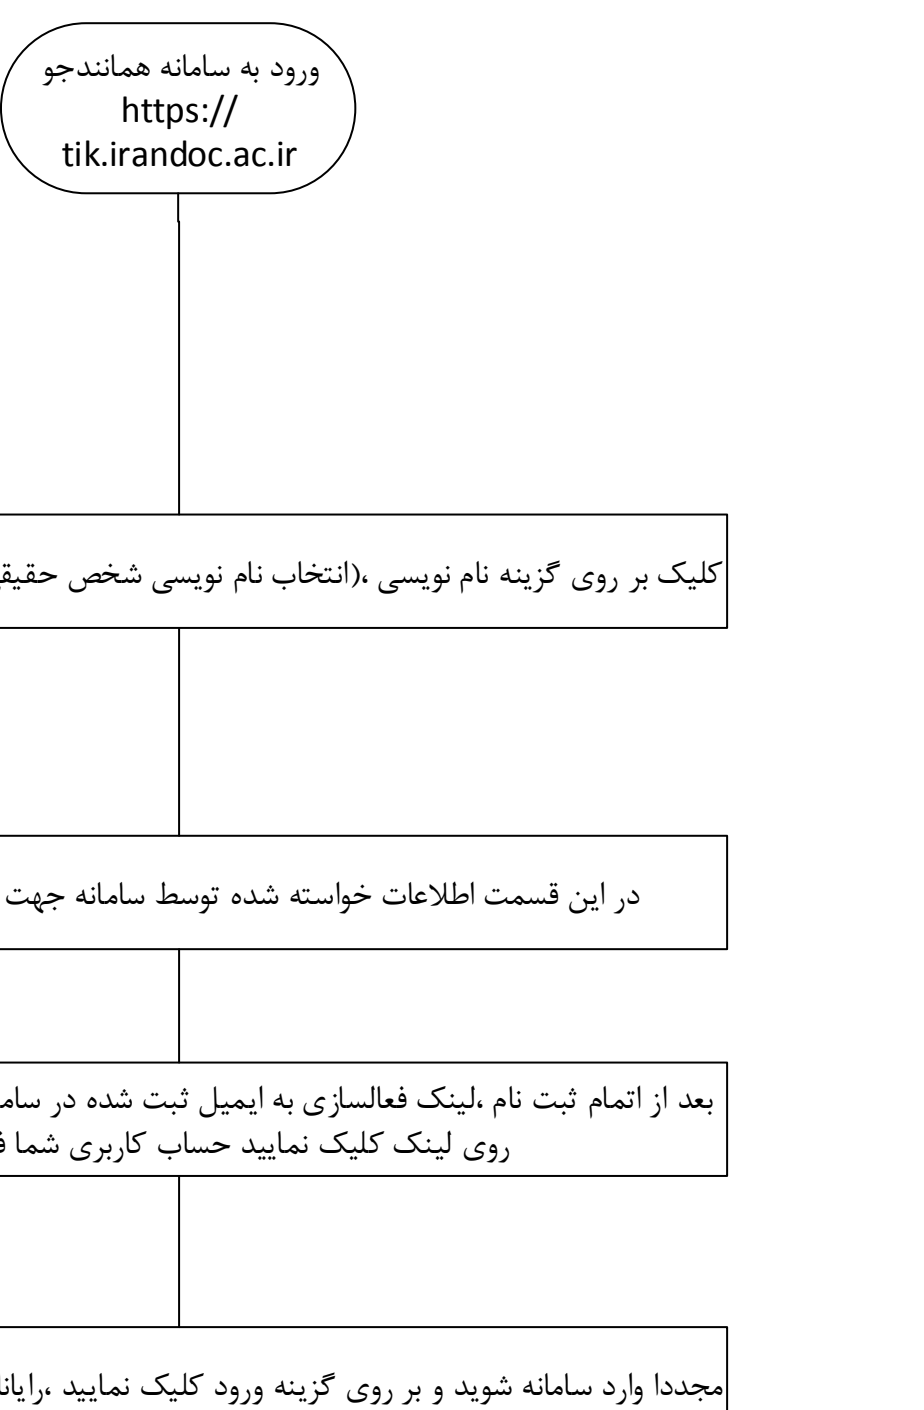 ورود به سامانه همانندجو
https://
tik.irandoc.ac.ir
کلیک بر روی گزینه نام نویسی ،(انتخاب نام نویسی شخص
در این قسمت اطلاعات خواسته شده توسط سامانه جهت
بعد از اتمام ثبت نام ،لینک فعالسازی به ایمیل ثبت شده در
روی لینک کلیک نمایید حساب کاربری شما
مجددا وارد سامانه شوید و بر روی گزینه ورود کلیک نمایید